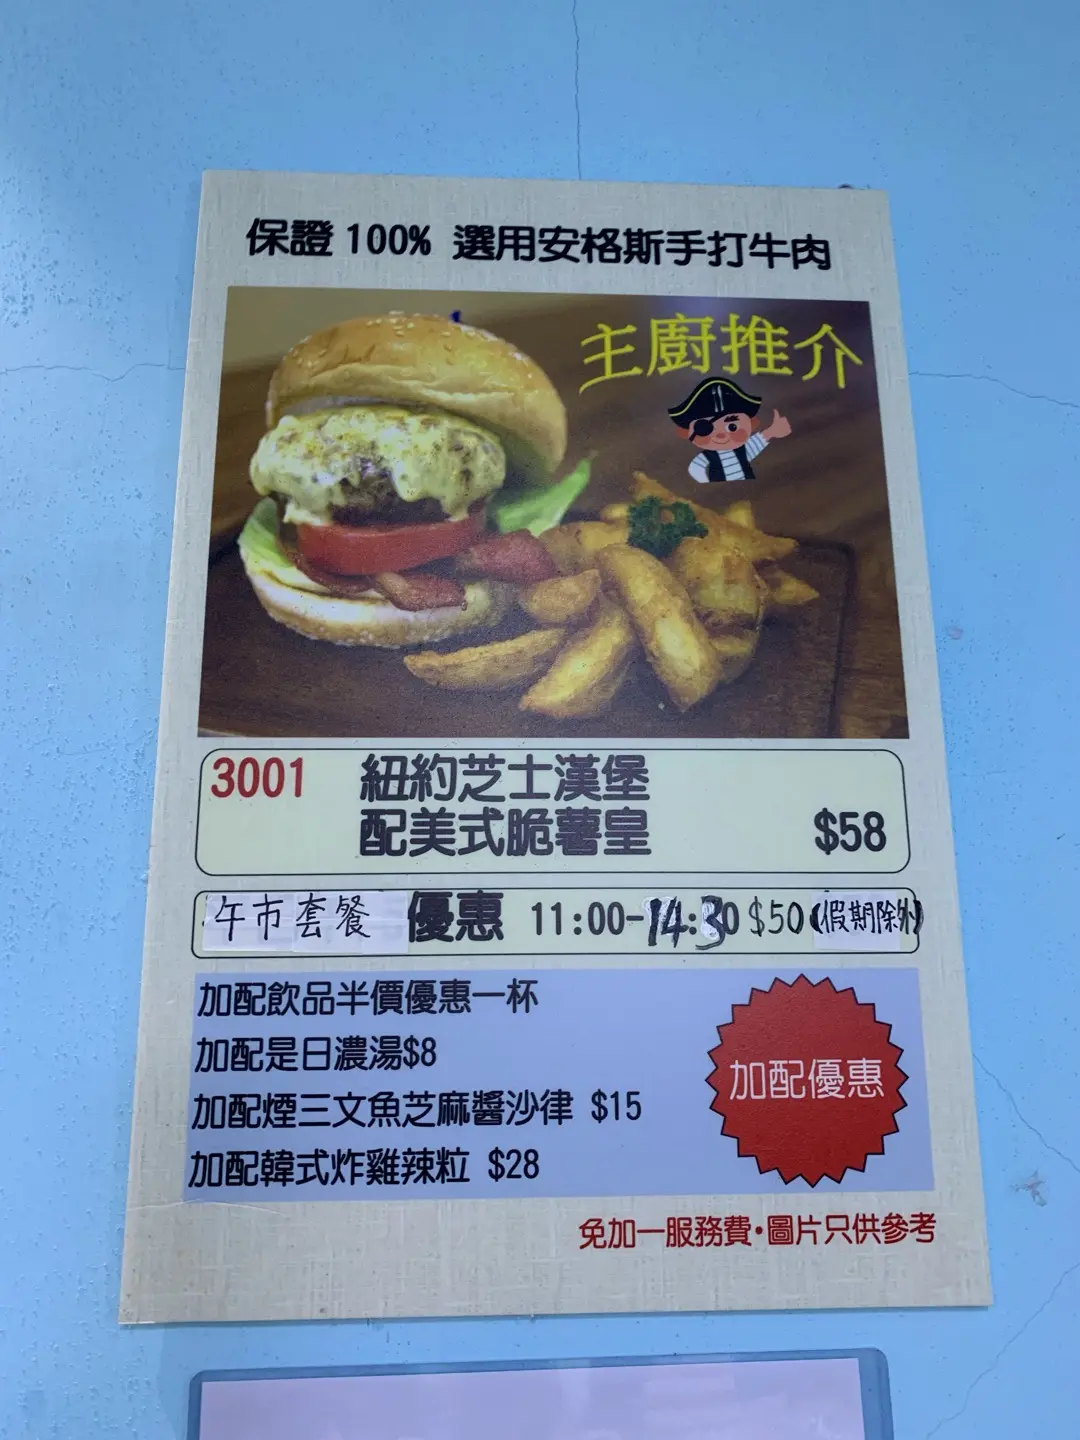 保證100% 選用安格斯手打牛肉
主廚推介
3001 紐約芝士漢堡
配美式脆薯皇 $58
午市套餐優惠 11:00-14:30 $50(假期除外)
加配飲品半價優惠一杯
加配是日濃湯$8
加配煙三文魚芝麻醬沙律 $15
加配韓式炸雞辣粒 $28
加配優惠
免加一服務費·圖片只供參考